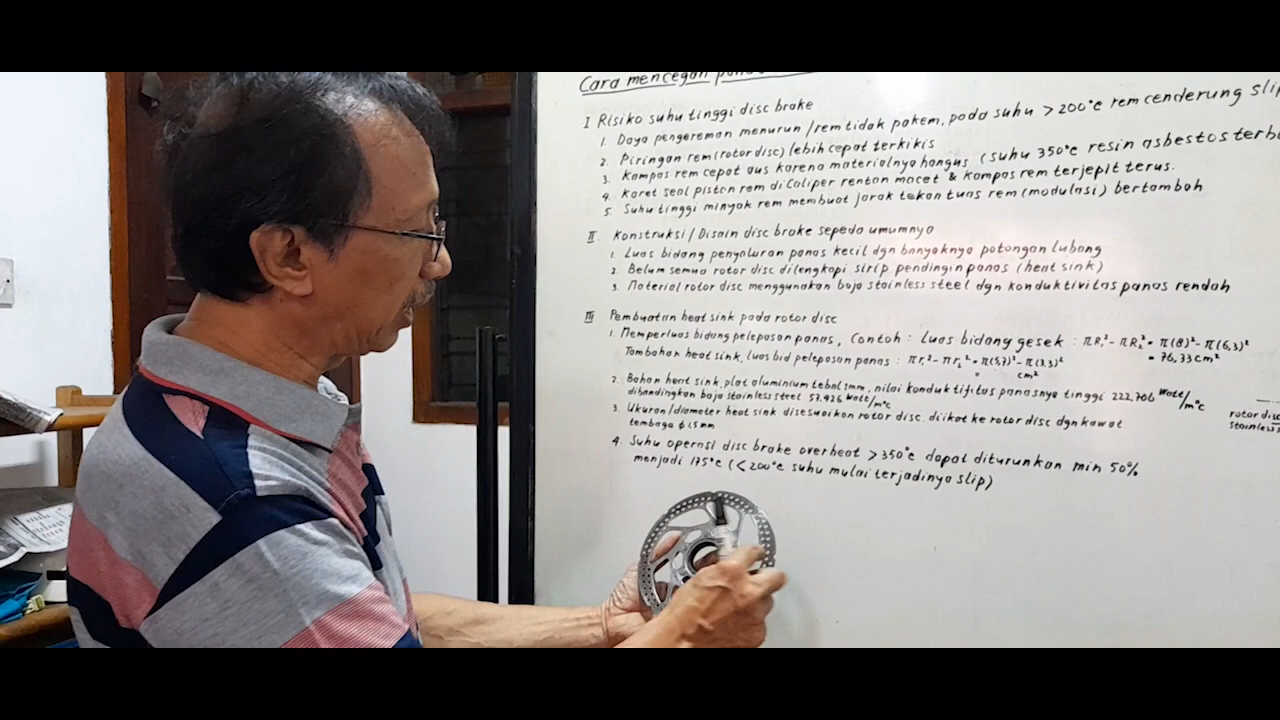 Cara mencegah panas
I Risiko suhu tinggi disc brake
1. Daya pengereman menurun / rem tidak pakem, pada suhu > 200°c rem cenderung slip
2. Piringan rem (rotor disc) lebih cepat terkikis
3. Kampas rem cepat aus karena materialnya hangus (suhu 350°c resin asbestos terb
4. Karet seal piston rem di caliper rentan macet & kampas rem terjepit terus.
5. Suhu tinggi minyak rem membuat jarak tekan tuas rem (modulasi) bertambah
II. Konstruksi / Disain disc brake sepeda umumnya
1. Luas bidang penyaluran panas kecil dgn banyaknya potongan lubang
2. Belum semua rotor disc dilengkapi sirip pendingin panas (heat sink)
3. Material rotor disc menggunakan baja stainless steel dgn konduktivitas panas rendah
III Pembuatan heat sink pada rotor disc
1. Memperluas bidang pelepasan panas, Contoh : Luas bidang gesek : πR₁² - πR₂² = π(8)² - π(6,3)²
= 76,33 cm²
Tambahan heat sink, luas bid pelepasan panas : πr₁² - πr₂² = π(5,7)² - π(3,3)²
= cm²
2. Bahan heat sink, plat aluminium tebal 1mm, nilai konduktifitas panasnya tinggi 222,706 Watt/m°c
dibandingkan baja stainless steel 57,926 Watt/m°c
3. Ukuran/diameter heat sink disesuaikan rotor disc, diikat ke rotor disc dgn kawat
tembaga φ 1,5 mm
rotor disc
stainless s
4. Suhu operasi disc brake overheat > 350°c dapat diturunkan min 50%
menjadi 175°c (< 200°c suhu mulai terjadinya slip)